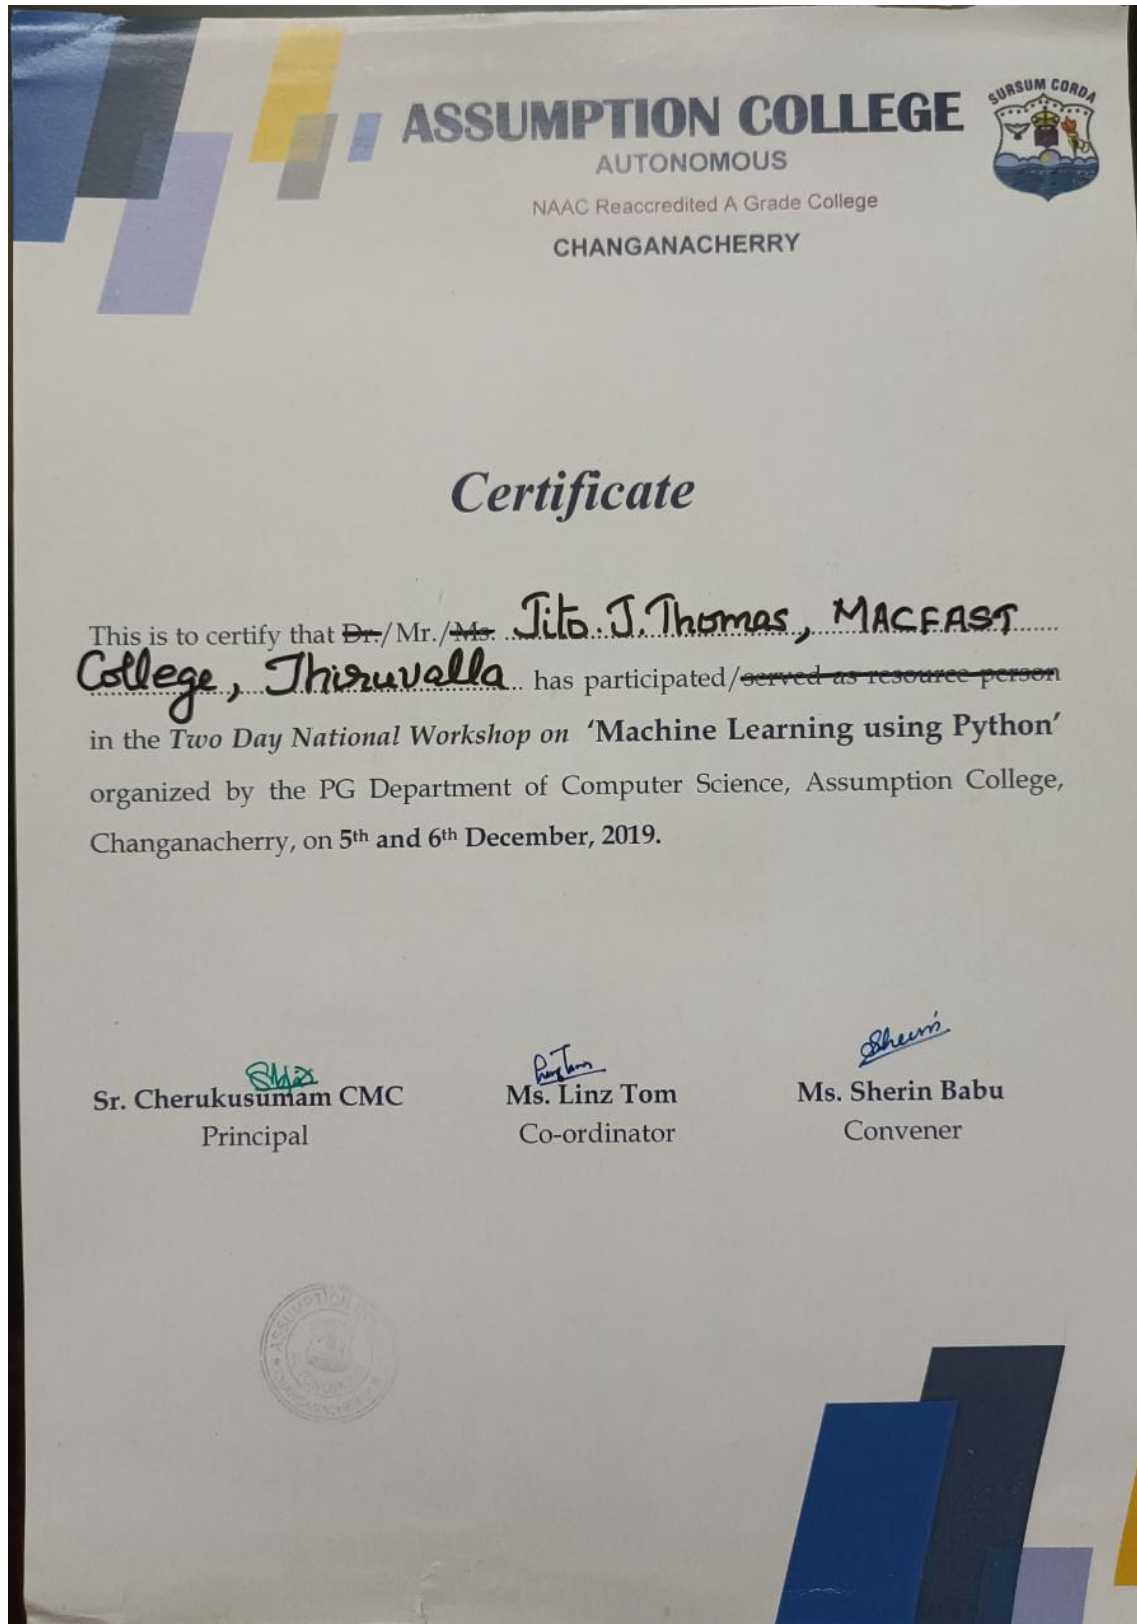 SURSUM CORDA
ASSUMPTION COLLEGE
AUTONOMOUS
NAAC Reaccredited A Grade College
CHANGANACHERRY
Certificate
This is to certify that Dr./Mr./Ms. Jito. J. Thomas, MACFAST
College, Thiruvalla has participated/served as resource person
in the Two Day National Workshop on 'Machine Learning using Python'
organized by the PG Department of Computer Science, Assumption College,
Changanacherry, on 5th and 6th December, 2019.
Sr. Cherukusumam CMC
Principal
Ms. Linz Tom
Co-ordinator
Sherin
Ms. Sherin Babu
Convener
ASSUMPTION